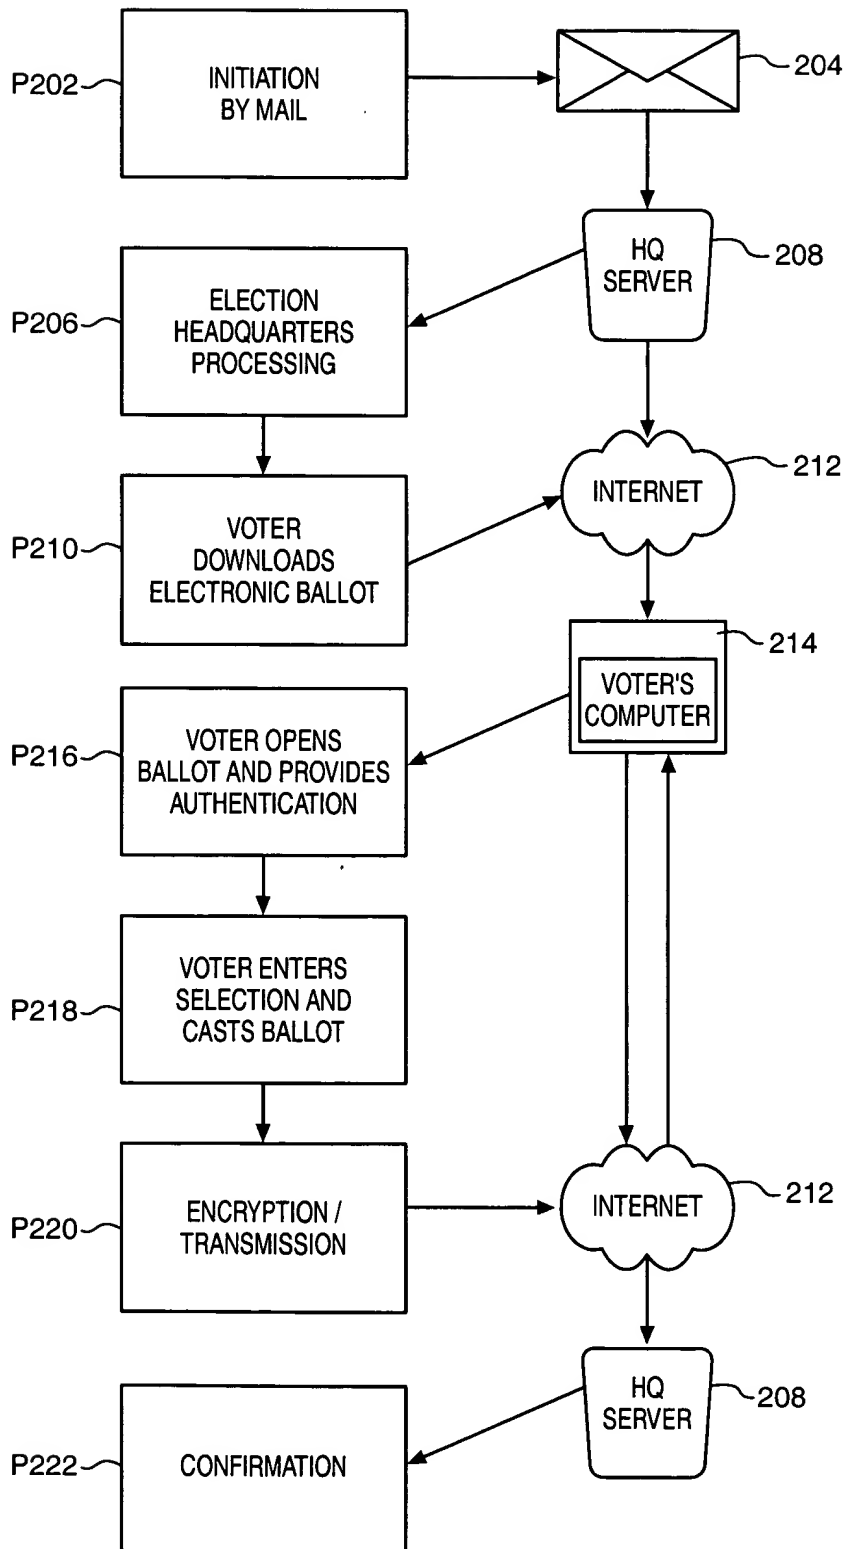 P202
INITIATION
BY MAIL
204
HQ
SERVER
208
P206
ELECTION
HEADQUARTERS
PROCESSING
INTERNET
212
P210
VOTER
DOWNLOADS
ELECTRONIC BALLOT
214
VOTER'S
COMPUTER
P216
VOTER OPENS
BALLOT AND PROVIDES
AUTHENTICATION
P218
VOTER ENTERS
SELECTION AND
CASTS BALLOT
P220
ENCRYPTION /
TRANSMISSION
INTERNET
212
HQ
SERVER
208
P222
CONFIRMATION